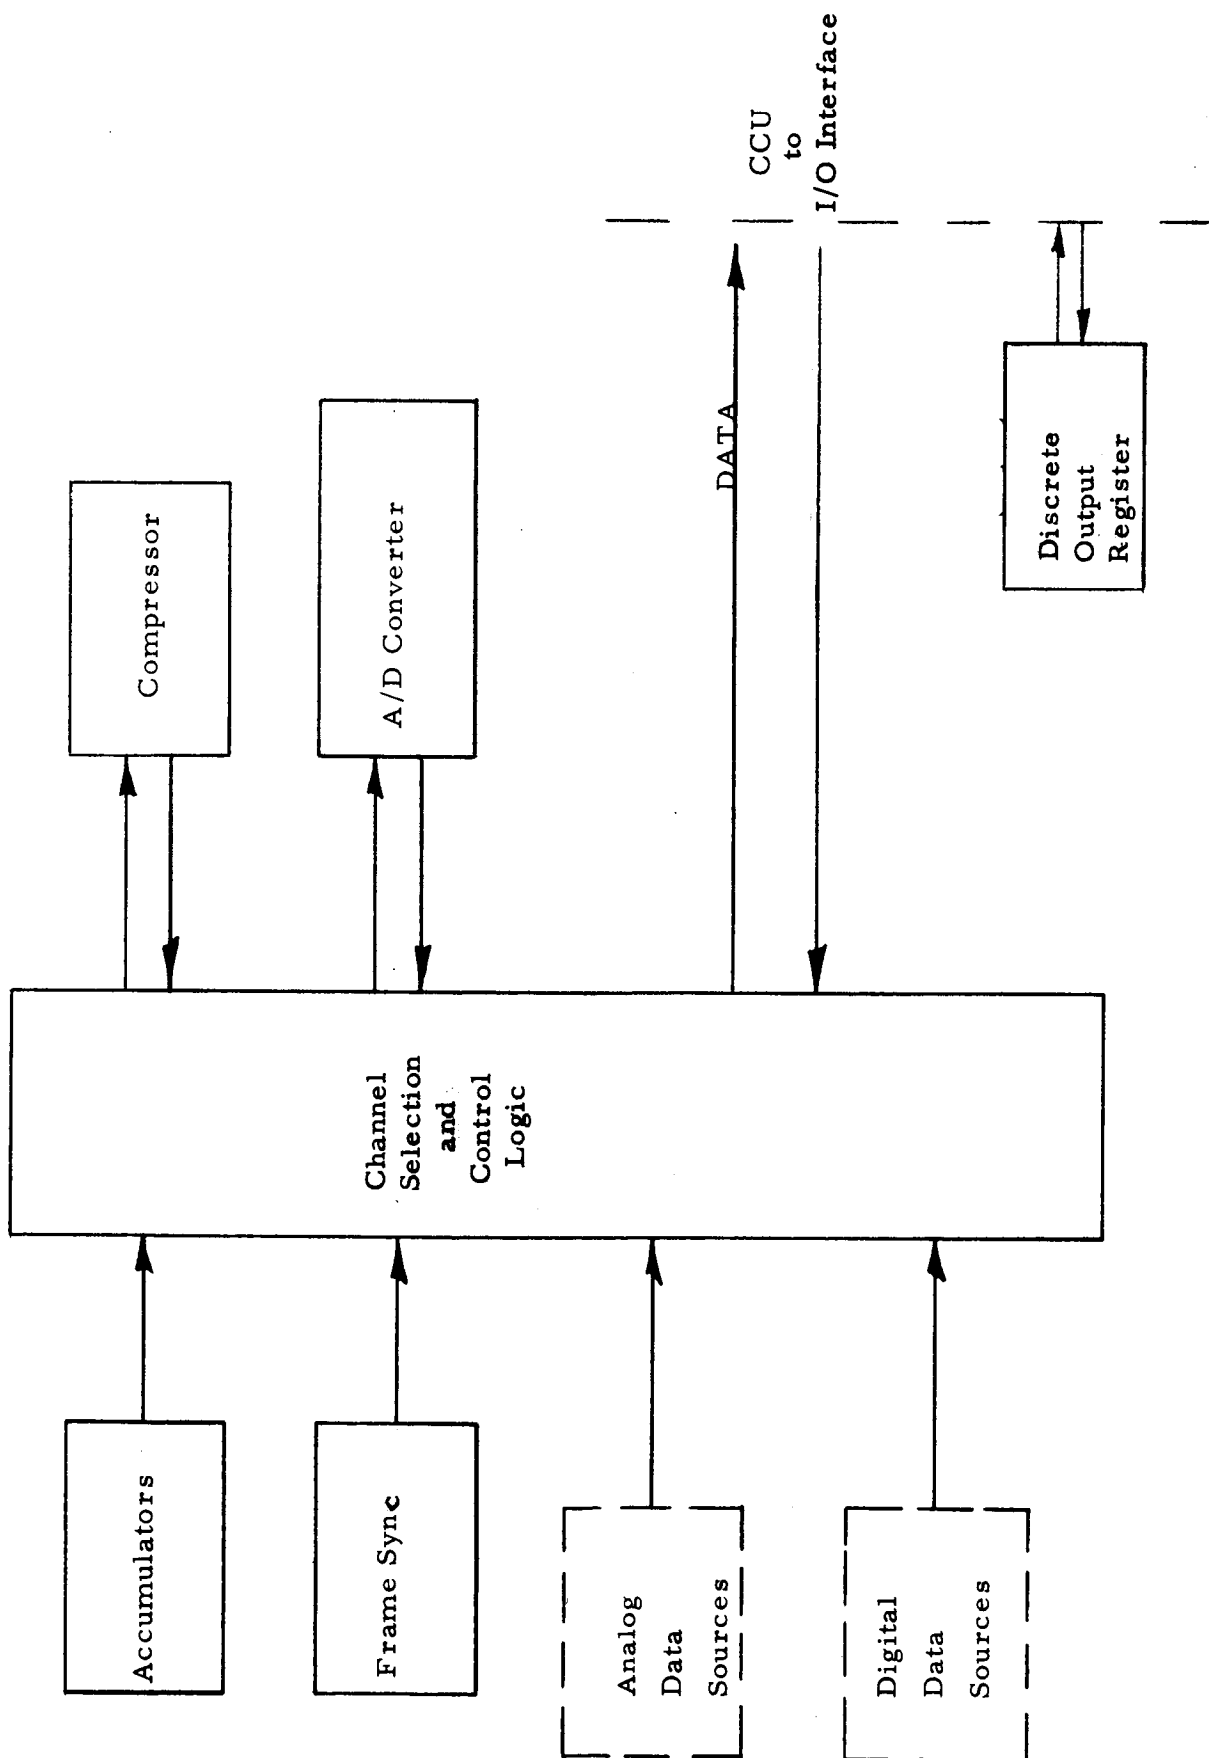 Accumulators
Frame Sync
Analog
Data
Sources
Digital
Data
Sources
Channel
Selection
and
Control
Logic
Compressor
A/D Converter
DATA
CCU
to
I/O Interface
Discrete
Output
Register